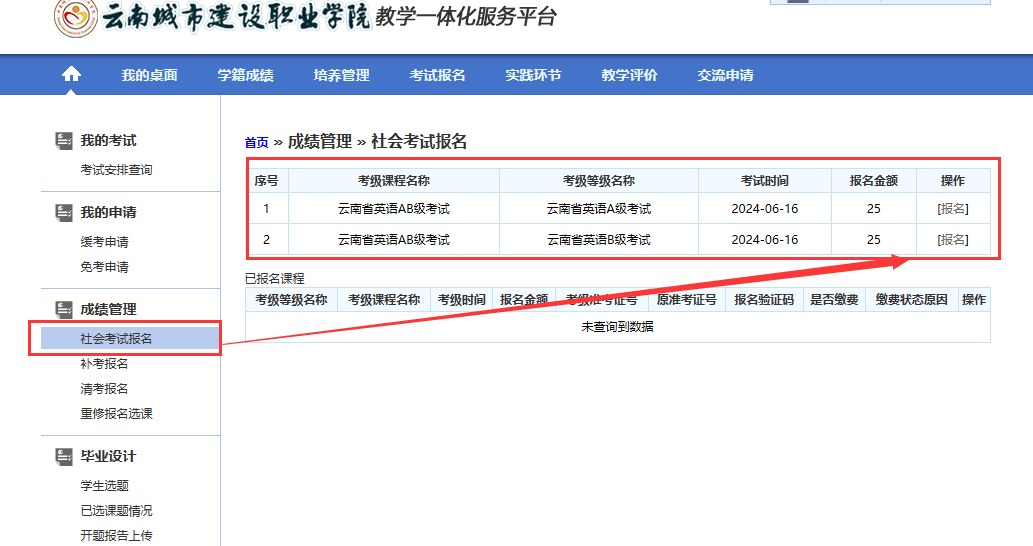 云南城市建设职业学院 教学一体化服务平台
我的桌面 学籍成绩 培养管理 考试报名 实践环节 教学评价 交流申请
我的考试
考试安排查询
我的申请
缓考申请
免考申请
成绩管理
社会考试报名
补考报名
清考报名
重修报名选课
毕业设计
学生选题
已选课题情况
开题报告上传
首页 » 成绩管理 » 社会考试报名
序号 考级课程名称 考级等级名称 考试时间 报名金额 操作
1 云南省英语AB级考试 云南省英语A级考试 2024-06-16 25 [报名]
2 云南省英语AB级考试 云南省英语B级考试 2024-06-16 25 [报名]
已报名课程
考级等级名称 考级课程名称 考级时间 报名金额 考级准考证号 原准考证号 报名验证码 是否缴费 缴费状态原因 操作
未查询到数据